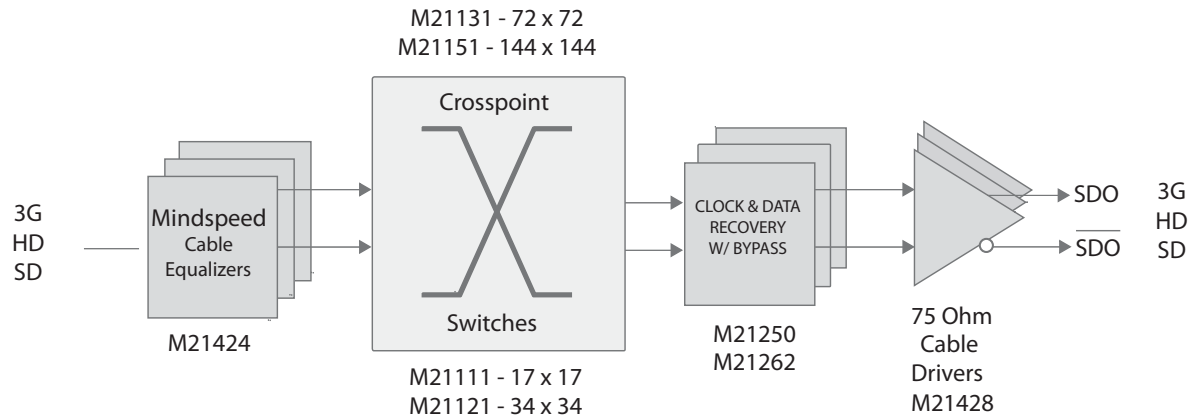 M21131 - 72 x 72
M21151 - 144 x 144
Crosspoint
Switches
M21111 - 17 x 17
M21121 - 34 x 34
3G
HD
SD
Mindspeed
Cable
Equalizers
M21424
CLOCK & DATA
RECOVERY
W/ BYPASS
M21250
M21262
75 Ohm
Cable
Drivers
M21428
SDO
SDO
3G
HD
SD